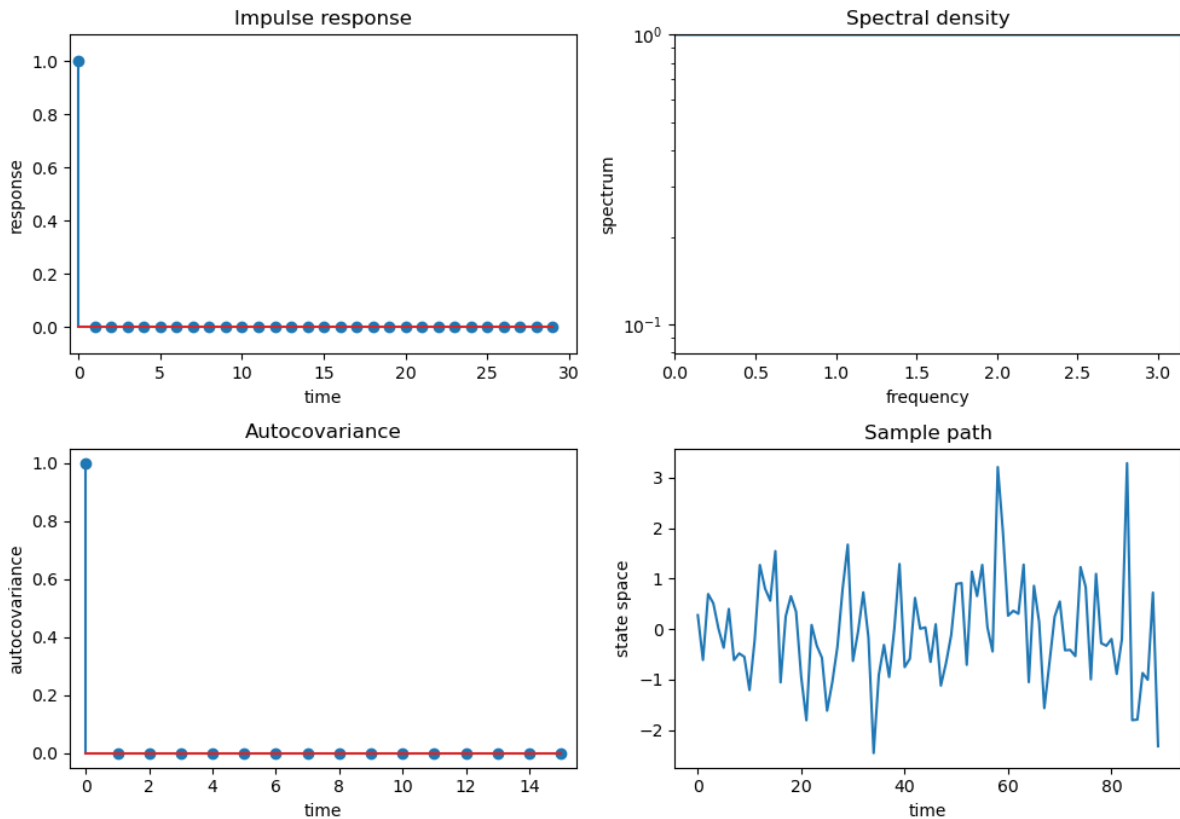 Impulse response
1.0
0.8
0.6
0.4
0.2
0.0
response
0 5 10 15 20 25 30
time
Spectral density
10⁰
10⁻¹
spectrum
0.0 0.5 1.0 1.5 2.0 2.5 3.0
frequency
Autocovariance
1.0
0.8
0.6
0.4
0.2
0.0
autocovariance
0 2 4 6 8 10 12 14
time
Sample path
3
2
1
0
−1
−2
state space
0 20 40 60 80
time